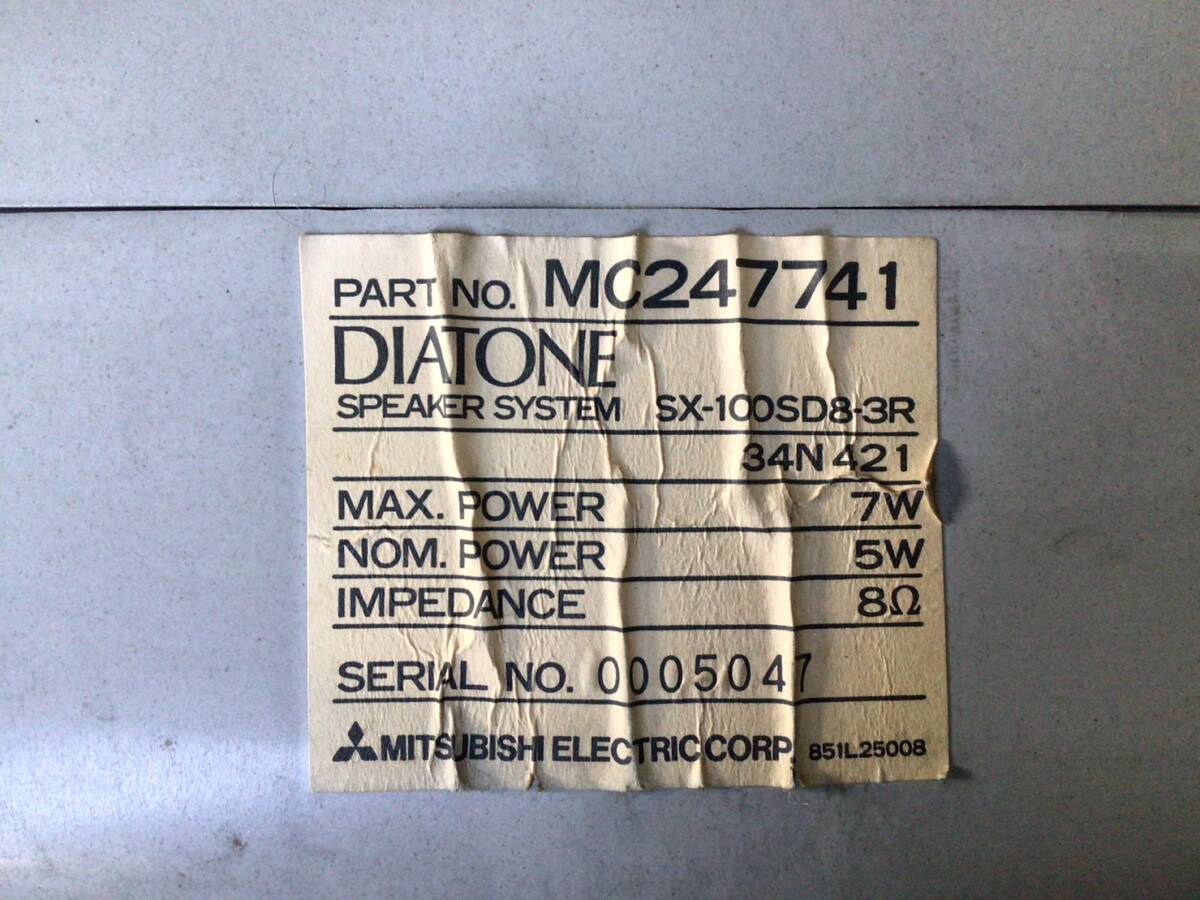 PART NO. MC247741
DIATONE
SPEAKER SYSTEM SX-100SD8-3R
34N421
MAX. POWER 7W
NOM. POWER 5W
IMPEDANCE 8Ω
SERIAL NO. 0005047
MITSUBISHI ELECTRIC CORP. 851L25008